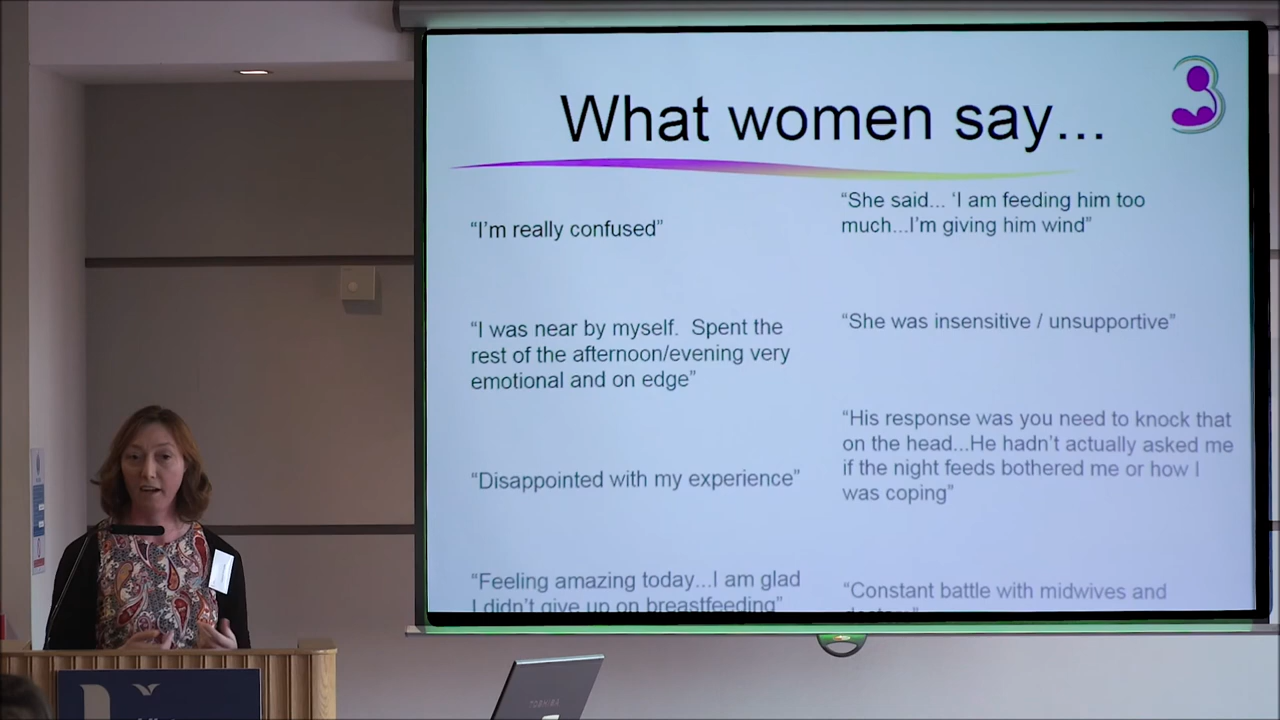 What women say...
“I’m really confused”
“I was near by myself. Spent the
rest of the afternoon/evening very
emotional and on edge”
“Disappointed with my experience”
“Feeling amazing today...I am glad
I didn’t give up on breastfeeding”
“She said... ‘I am feeding him too
much...I’m giving him wind”
“She was insensitive / unsupportive”
“His response was you need to knock that
on the head...He hadn’t actually asked me
if the night feeds bothered me or how I
was coping”
“Constant battle with midwives and
TOSHIBA